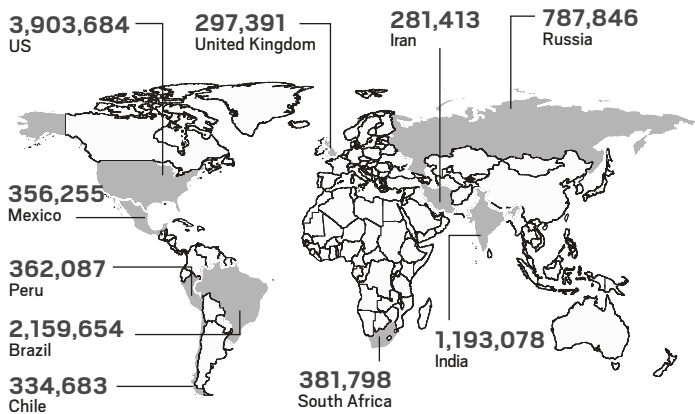 3,903,684
US
297,391
United Kingdom
281,413
Iran
787,846
Russia
356,255
Mexico
362,087
Peru
2,159,654
Brazil
334,683
Chile
381,798
South Africa
1,193,078
India